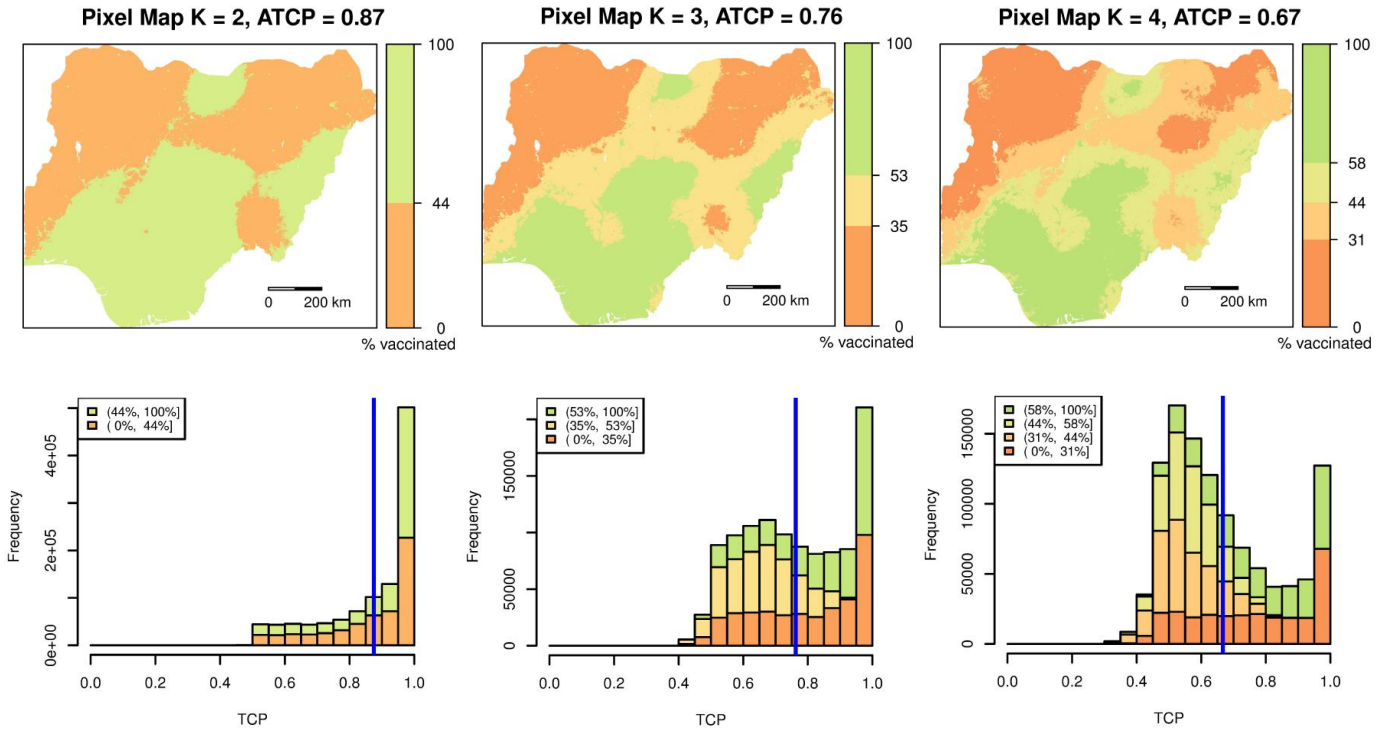 Pixel Map K = 2, ATCP = 0.87
100
44
0
0 200 km
% vaccinated
Pixel Map K = 3, ATCP = 0.76
100
53
35
0
0 200 km
% vaccinated
Pixel Map K = 4, ATCP = 0.67
100
58
44
31
0
0 200 km
% vaccinated
(44%, 100%]
( 0%, 44%]
Frequency
0e+00 2e+05 4e+05
0.0 0.2 0.4 0.6 0.8 1.0
TCP
(53%, 100%]
(35%, 53%]
( 0%, 35%]
Frequency
0 50000 150000
0.0 0.2 0.4 0.6 0.8 1.0
TCP
(58%, 100%]
(44%, 58%]
(31%, 44%]
( 0%, 31%]
Frequency
0 50000 100000 150000
0.0 0.2 0.4 0.6 0.8 1.0
TCP